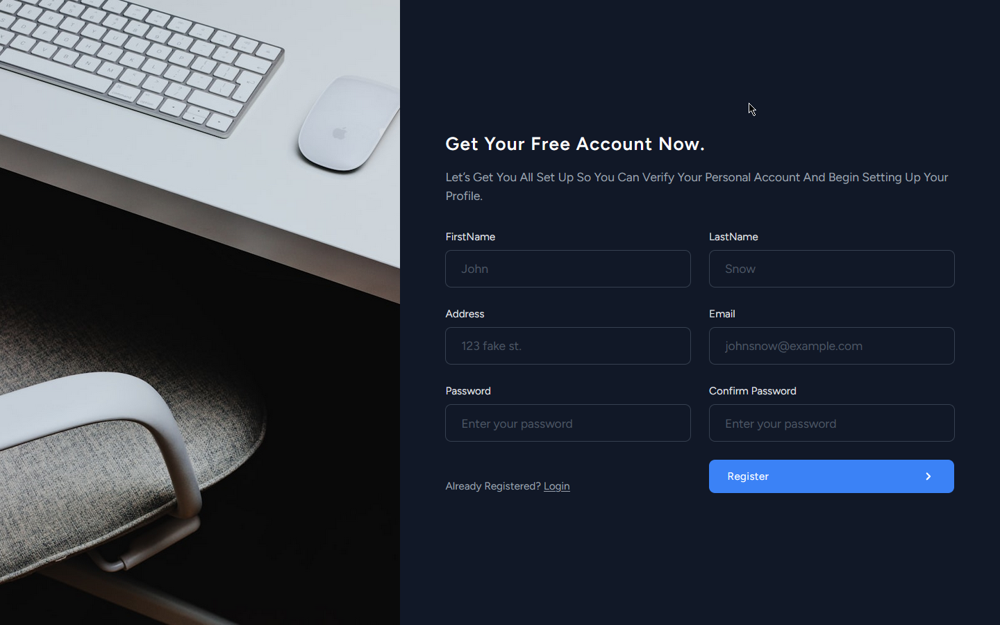 Get Your Free Account Now.
Let's Get You All Set Up So You Can Verify Your Personal Account And Begin Setting Up Your
Profile.
FirstName
LastName
John
Snow
Address
Email
123 fake st.
johnsnow@example.com
Password
Confirm Password
Enter your password
Enter your password
Register
Already Registered? Login